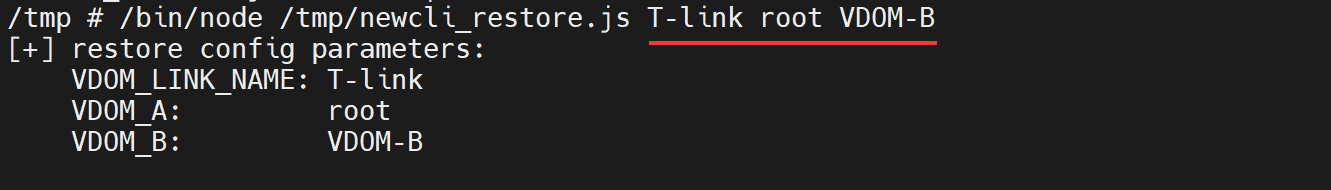 /tmp # /bin/node /tmp/newcli_restore.js T-link root VDOM-B
[+] restore config parameters:
    VDOM_LINK_NAME: T-link
    VDOM_A:         root
    VDOM_B:         VDOM-B